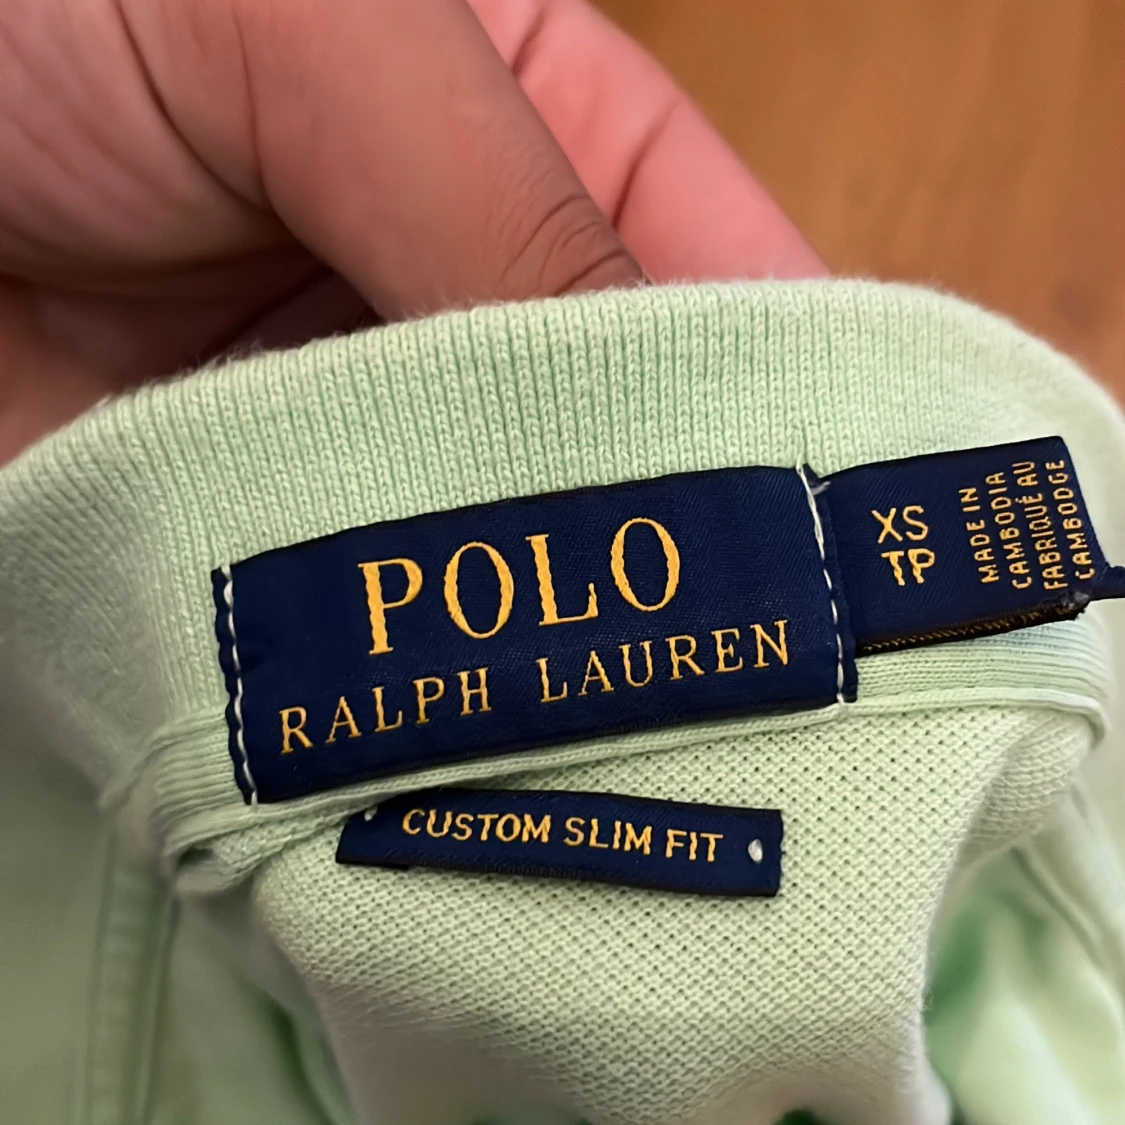 POLO
RALPH LAUREN
XS
TP
MADE IN
CAMBODIA
FABRIQUÉ AU
CAMBODGE
CUSTOM SLIM FIT